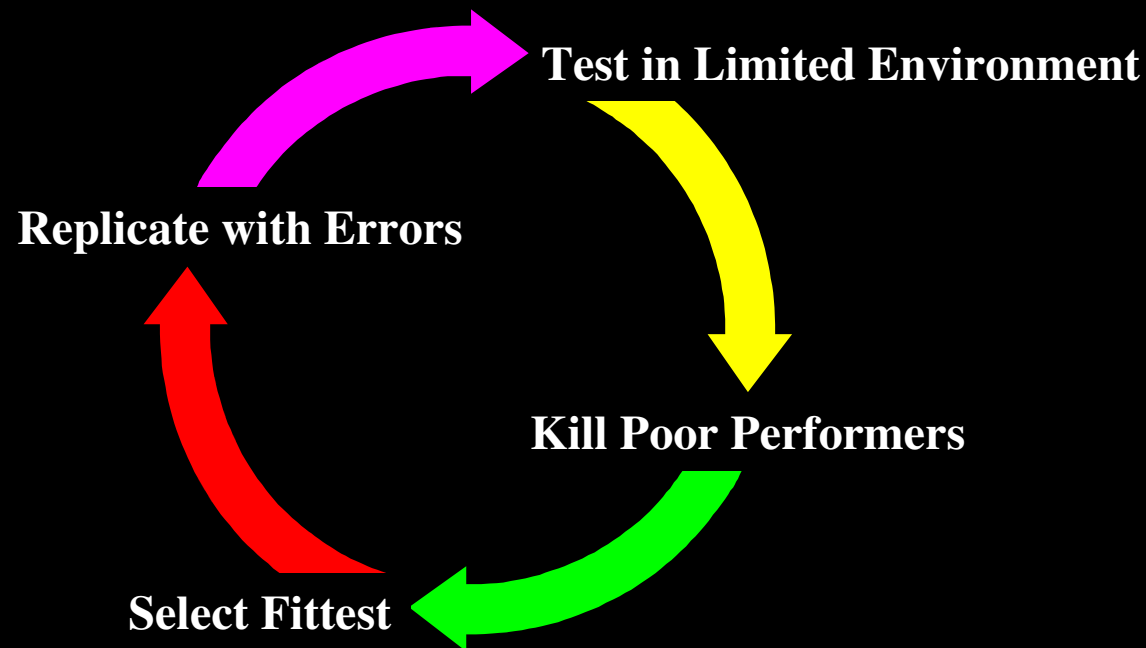 Test in Limited Environment
Replicate with Errors
Kill Poor Performers
Select Fittest